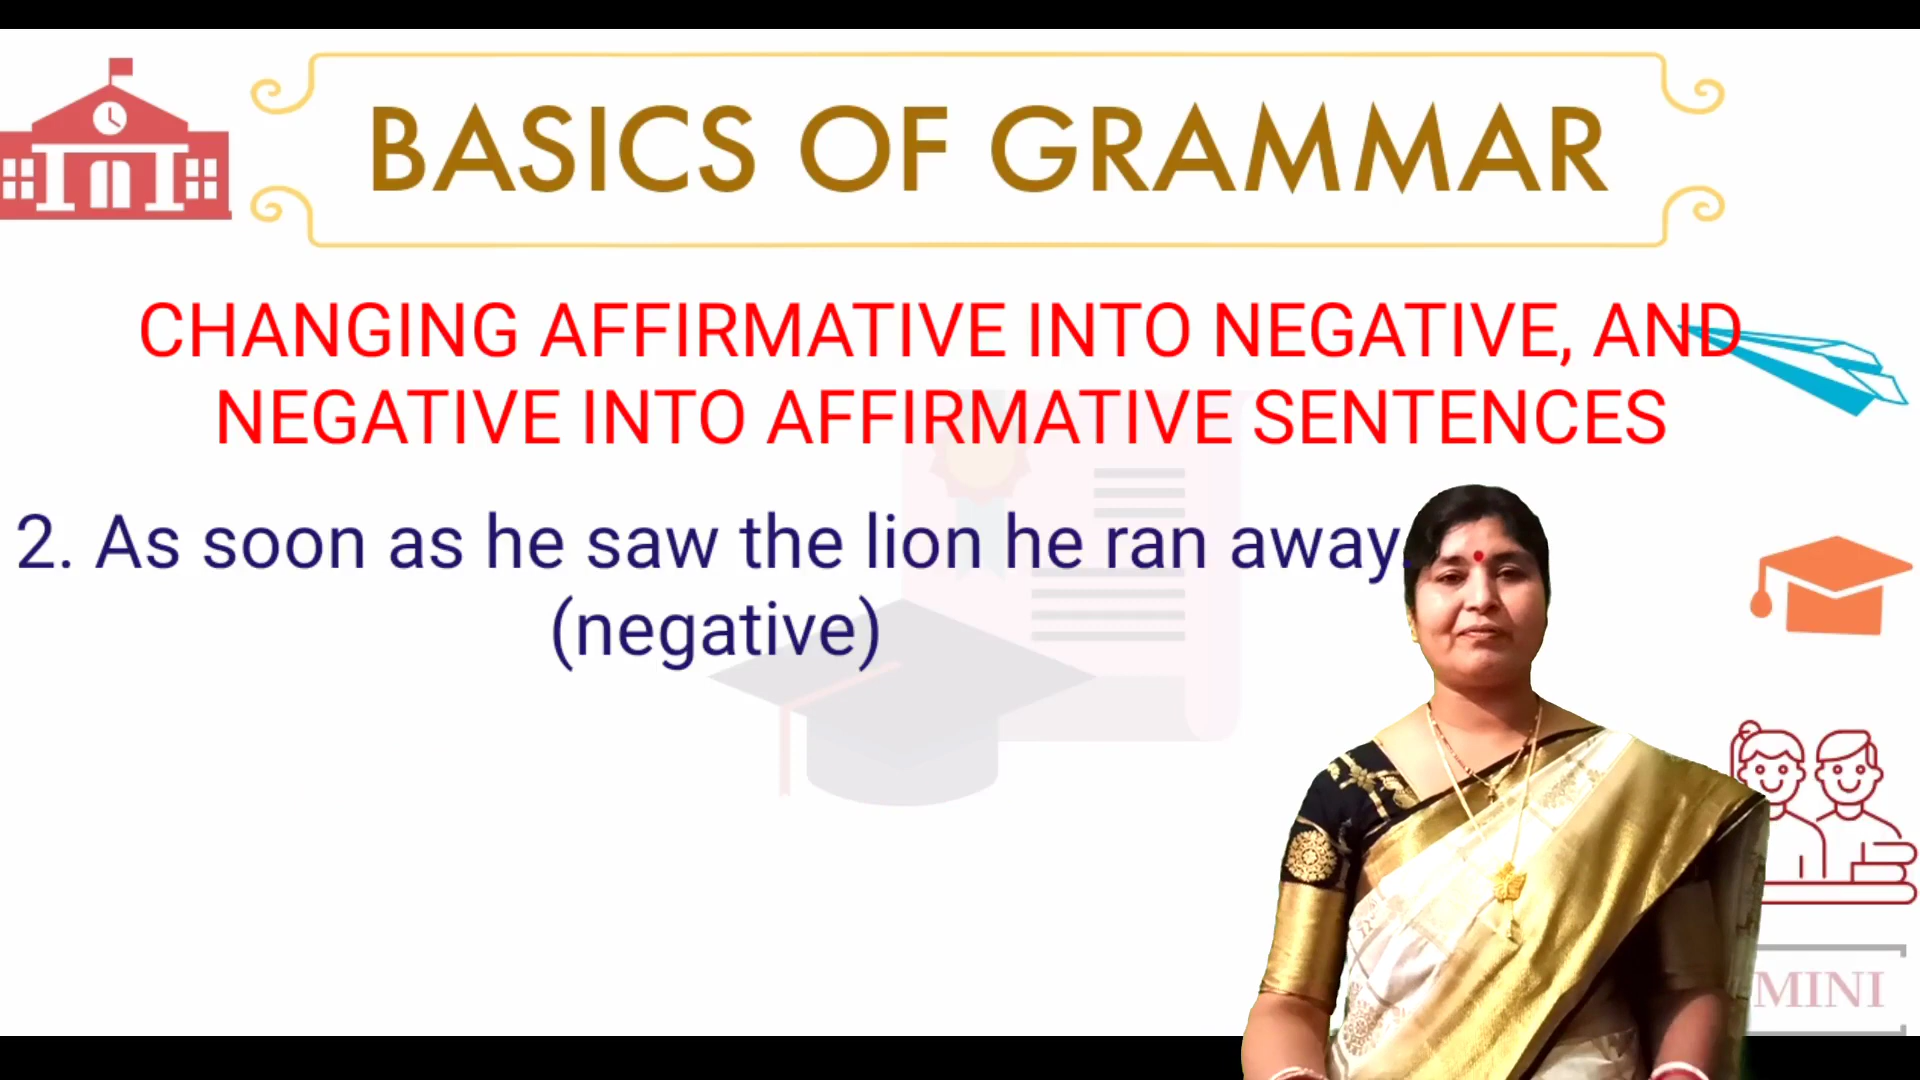 BASICS OF GRAMMAR
CHANGING AFFIRMATIVE INTO NEGATIVE, AND
NEGATIVE INTO AFFIRMATIVE SENTENCES
2. As soon as he saw the lion he ran away.
(negative)
MINI